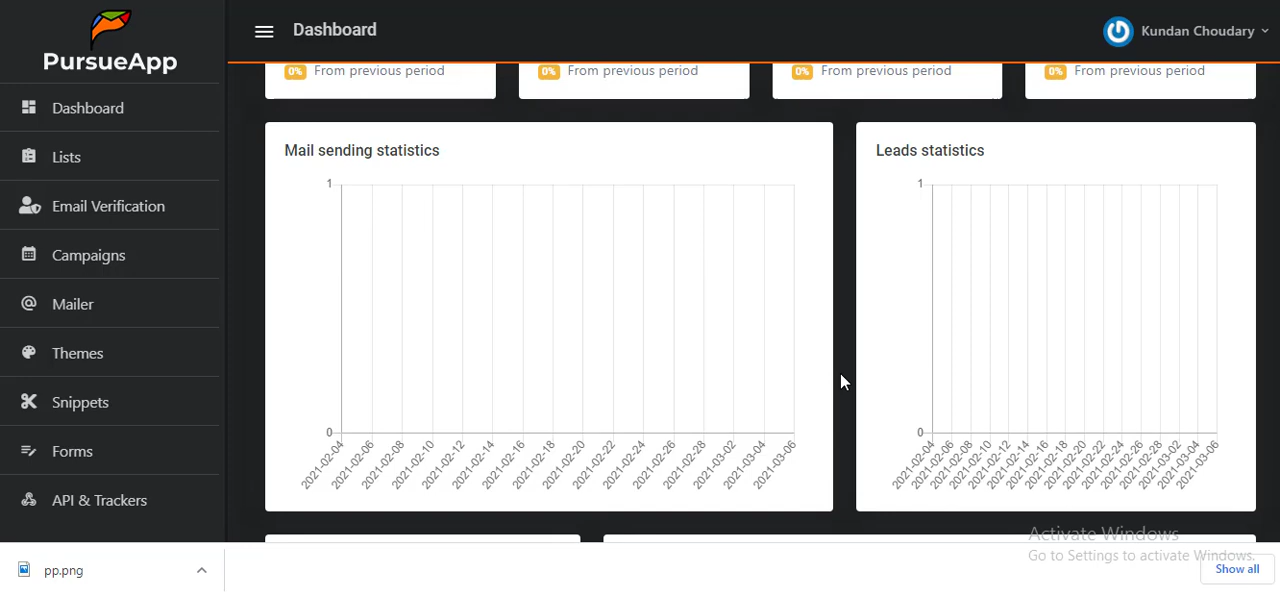 PursueApp
Dashboard
Kundan Choudary
Dashboard
Lists
Email Verification
Campaigns
Mailer
Themes
Snippets
Forms
API & Trackers
0% From previous period
0% From previous period
0% From previous period
0% From previous period
Mail sending statistics
1
0
2021-02-04
2021-02-06
2021-02-08
2021-02-10
2021-02-12
2021-02-14
2021-02-16
2021-02-18
2021-02-20
2021-02-22
2021-02-24
2021-02-26
2021-02-28
2021-03-02
2021-03-04
2021-03-06
Leads statistics
1
0
2021-02-04
2021-02-06
2021-02-08
2021-02-10
2021-02-12
2021-02-14
2021-02-16
2021-02-18
2021-02-20
2021-02-22
2021-02-24
2021-02-26
2021-02-28
2021-03-02
2021-03-04
2021-03-06
Activate Windows
Go to Settings to activate Windows.
pp.png
Show all